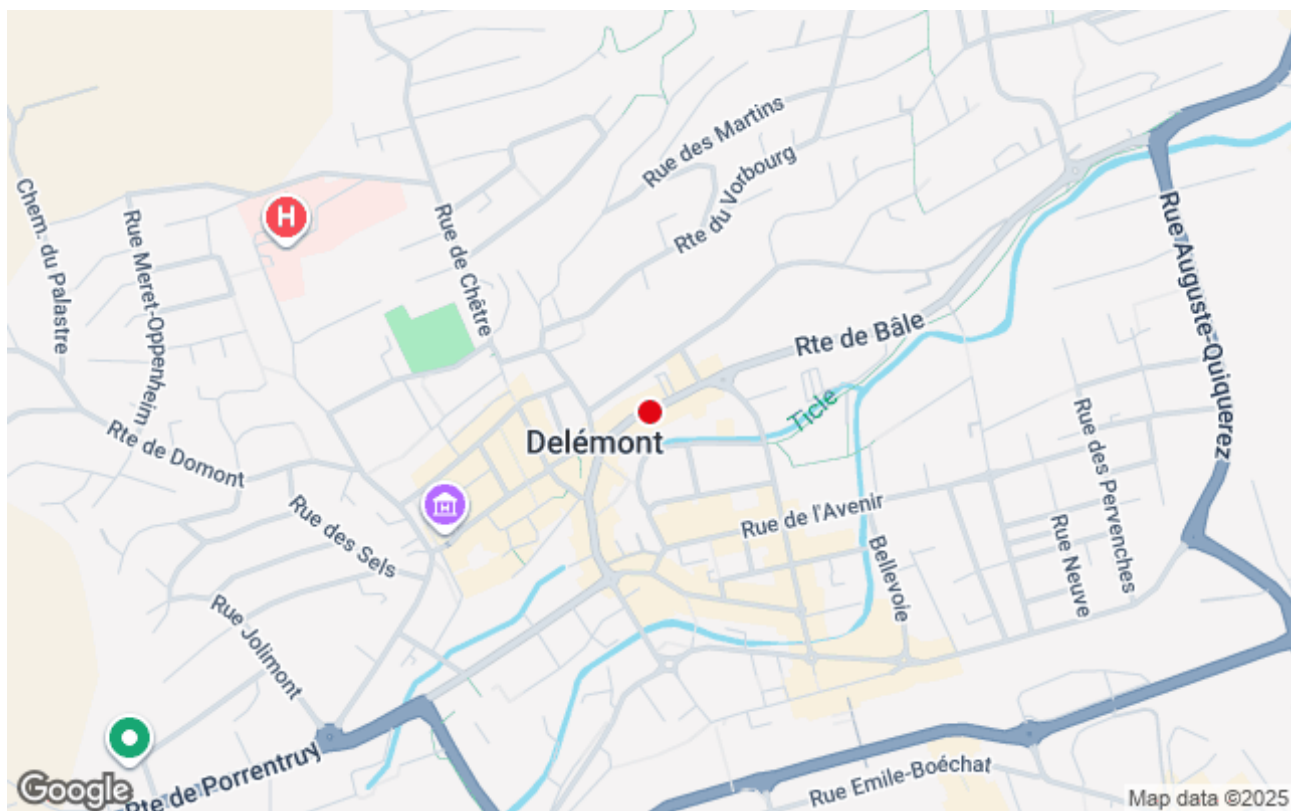 Rue des Martins
Rte du Vorbourg
Rue Auguste-Quiquerez
H
Rue de Chêtre
Chem. du Palastre
Rue Meret-Oppenheim
Rte de Bâle
Ticle
Delémont
Rte de Domont
Rue des Sels
Rue de l'Avenir
Bellevoie
Rue Neuve
Rue des Pervenches
Rue Jolimont
Rte de Porrentruy
Rue Emile-Boéchat
Google
Map data ©2025